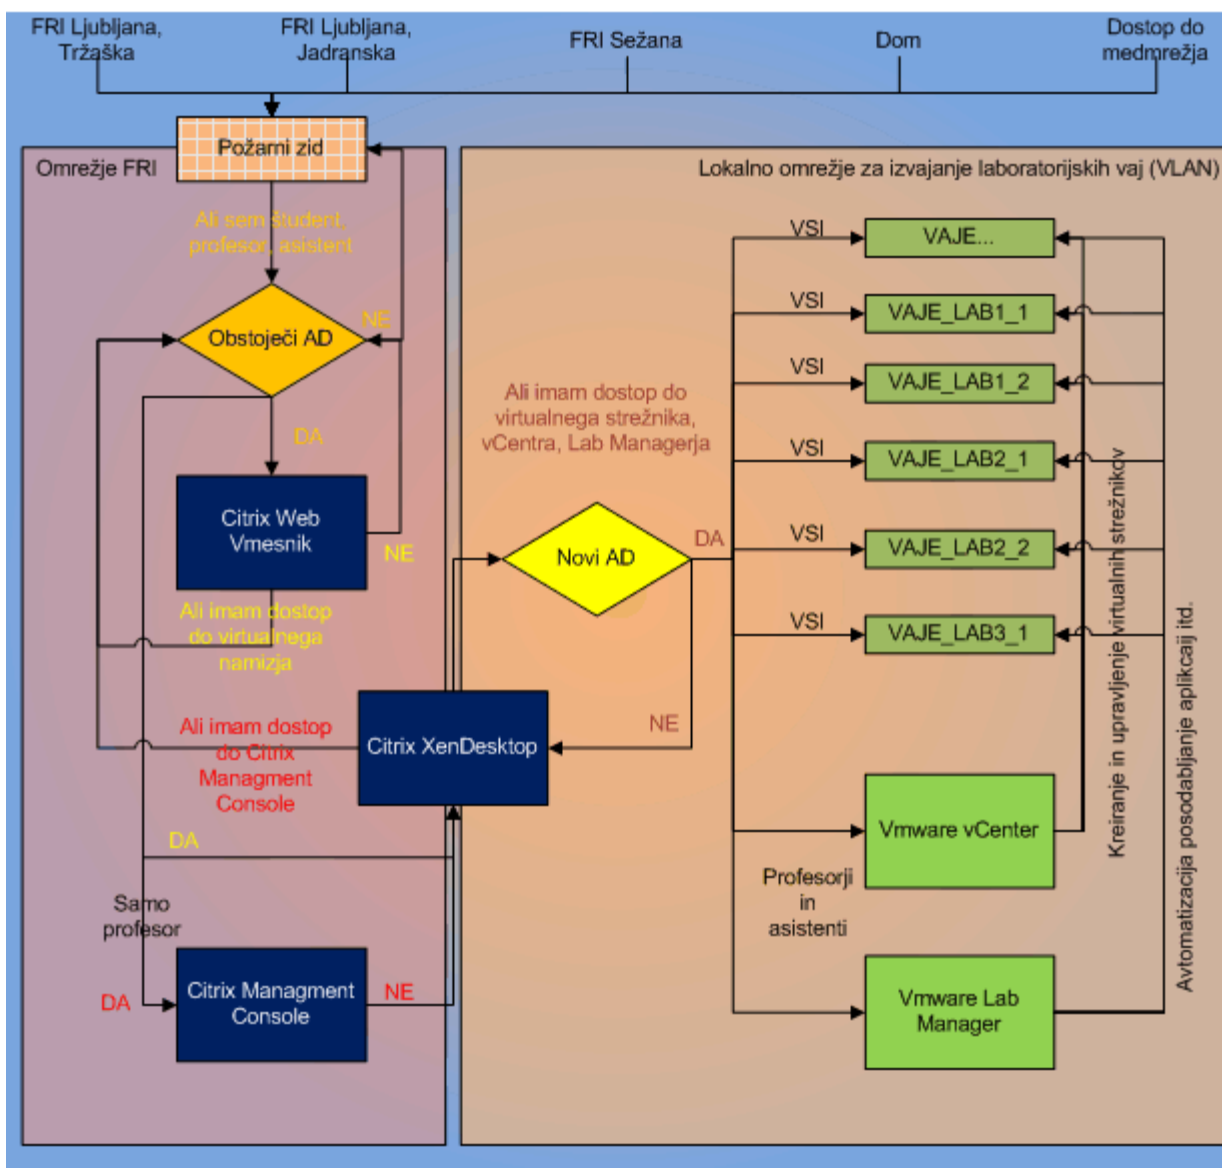 FRI Ljubljana,
Tržaška
FRI Ljubljana,
Jadranska
FRI Sežana
Dom
Dostop do
medmrežja
Požarni zid
Omrežje FRI
Lokalno omrežje za izvajanje laboratorijskih vaj (VLAN)
Ali sem študent,
profesor, asistent
Obstoječi AD
NE
DA
Citrix Web
Vmesnik
NE
Ali imam dostop
do virtualnega
namizja
Ali imam dostop
do Citrix
Managment
Console
Citrix XenDesktop
DA
Samo
profesor
DA
Citrix Managment
Console
NE
Ali imam dostop do
virtualnega strežnika,
vCentra, Lab Managerja
Novi AD
DA
NE
VSI
VAJE...
VSI
VAJE_LAB1_1
VSI
VAJE_LAB1_2
VSI
VAJE_LAB2_1
VSI
VAJE_LAB2_2
VSI
VAJE_LAB3_1
Vmware vCenter
Profesorji
in
asistenti
Vmware Lab
Manager
Kreiranje in upravljenje virtualnih strežnikov
Avtomatizacija posodabljanje aplikcaij itd.